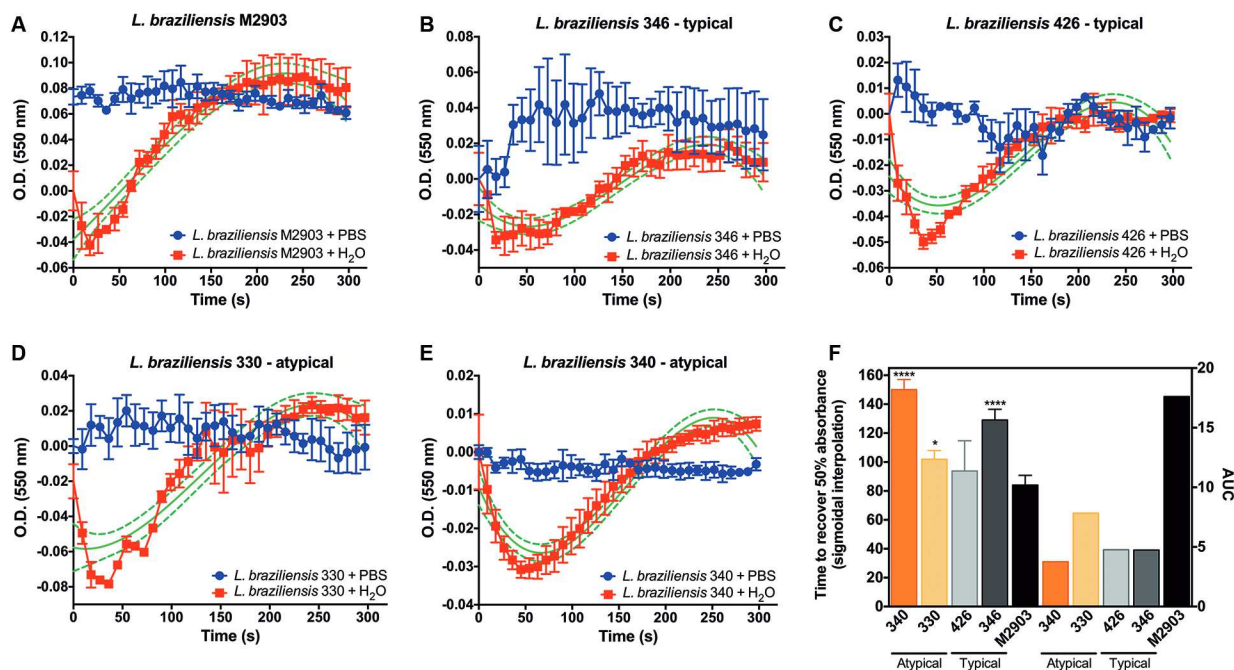 A
L. braziliensis M2903
O.D. (550 nm)
0.12
0.10
0.08
0.06
0.04
0.02
0.00
-0.02
-0.04
-0.06
0
50
100
150
200
250
300
Time (s)
L. braziliensis M2903 + PBS
L. braziliensis M2903 + H2O
B
L. braziliensis 346 - typical
O.D. (550 nm)
0.08
0.06
0.04
0.02
0.00
-0.02
-0.04
0
50
100
150
200
250
300
Time (s)
L. braziliensis 346 + PBS
L. braziliensis 346 + H2O
C
L. braziliensis 426 - typical
O.D. (550 nm)
0.03
0.02
0.01
0.00
-0.01
-0.02
-0.03
-0.04
-0.05
-0.06
0
50
100
150
200
250
300
Time (s)
L. braziliensis 426 + PBS
L. braziliensis 426 + H2O
D
L. braziliensis 330 - atypical
O.D. (550 nm)
0.04
0.02
0.00
-0.02
-0.04
-0.06
-0.08
0
50
100
150
200
250
300
Time (s)
L. braziliensis 330 + PBS
L. braziliensis 330 + H2O
E
L. braziliensis 340 - atypical
O.D. (550 nm)
0.02
0.01
0.000
-0.01
-0.02
-0.03
-0.04
0
50
100
150
200
250
300
Time (s)
L. braziliensis 340 + PBS
L. braziliensis 340 + H2O
F
Time to recover 50% absorbance
(sigmoidal interpolation)
160
140
120
100
80
60
40
20
0
****
*
****
20
15
10
5
0
AUC
340
330
426
346
M2903
340
330
426
346
M2903
Atypical
Typical
Atypical
Typical